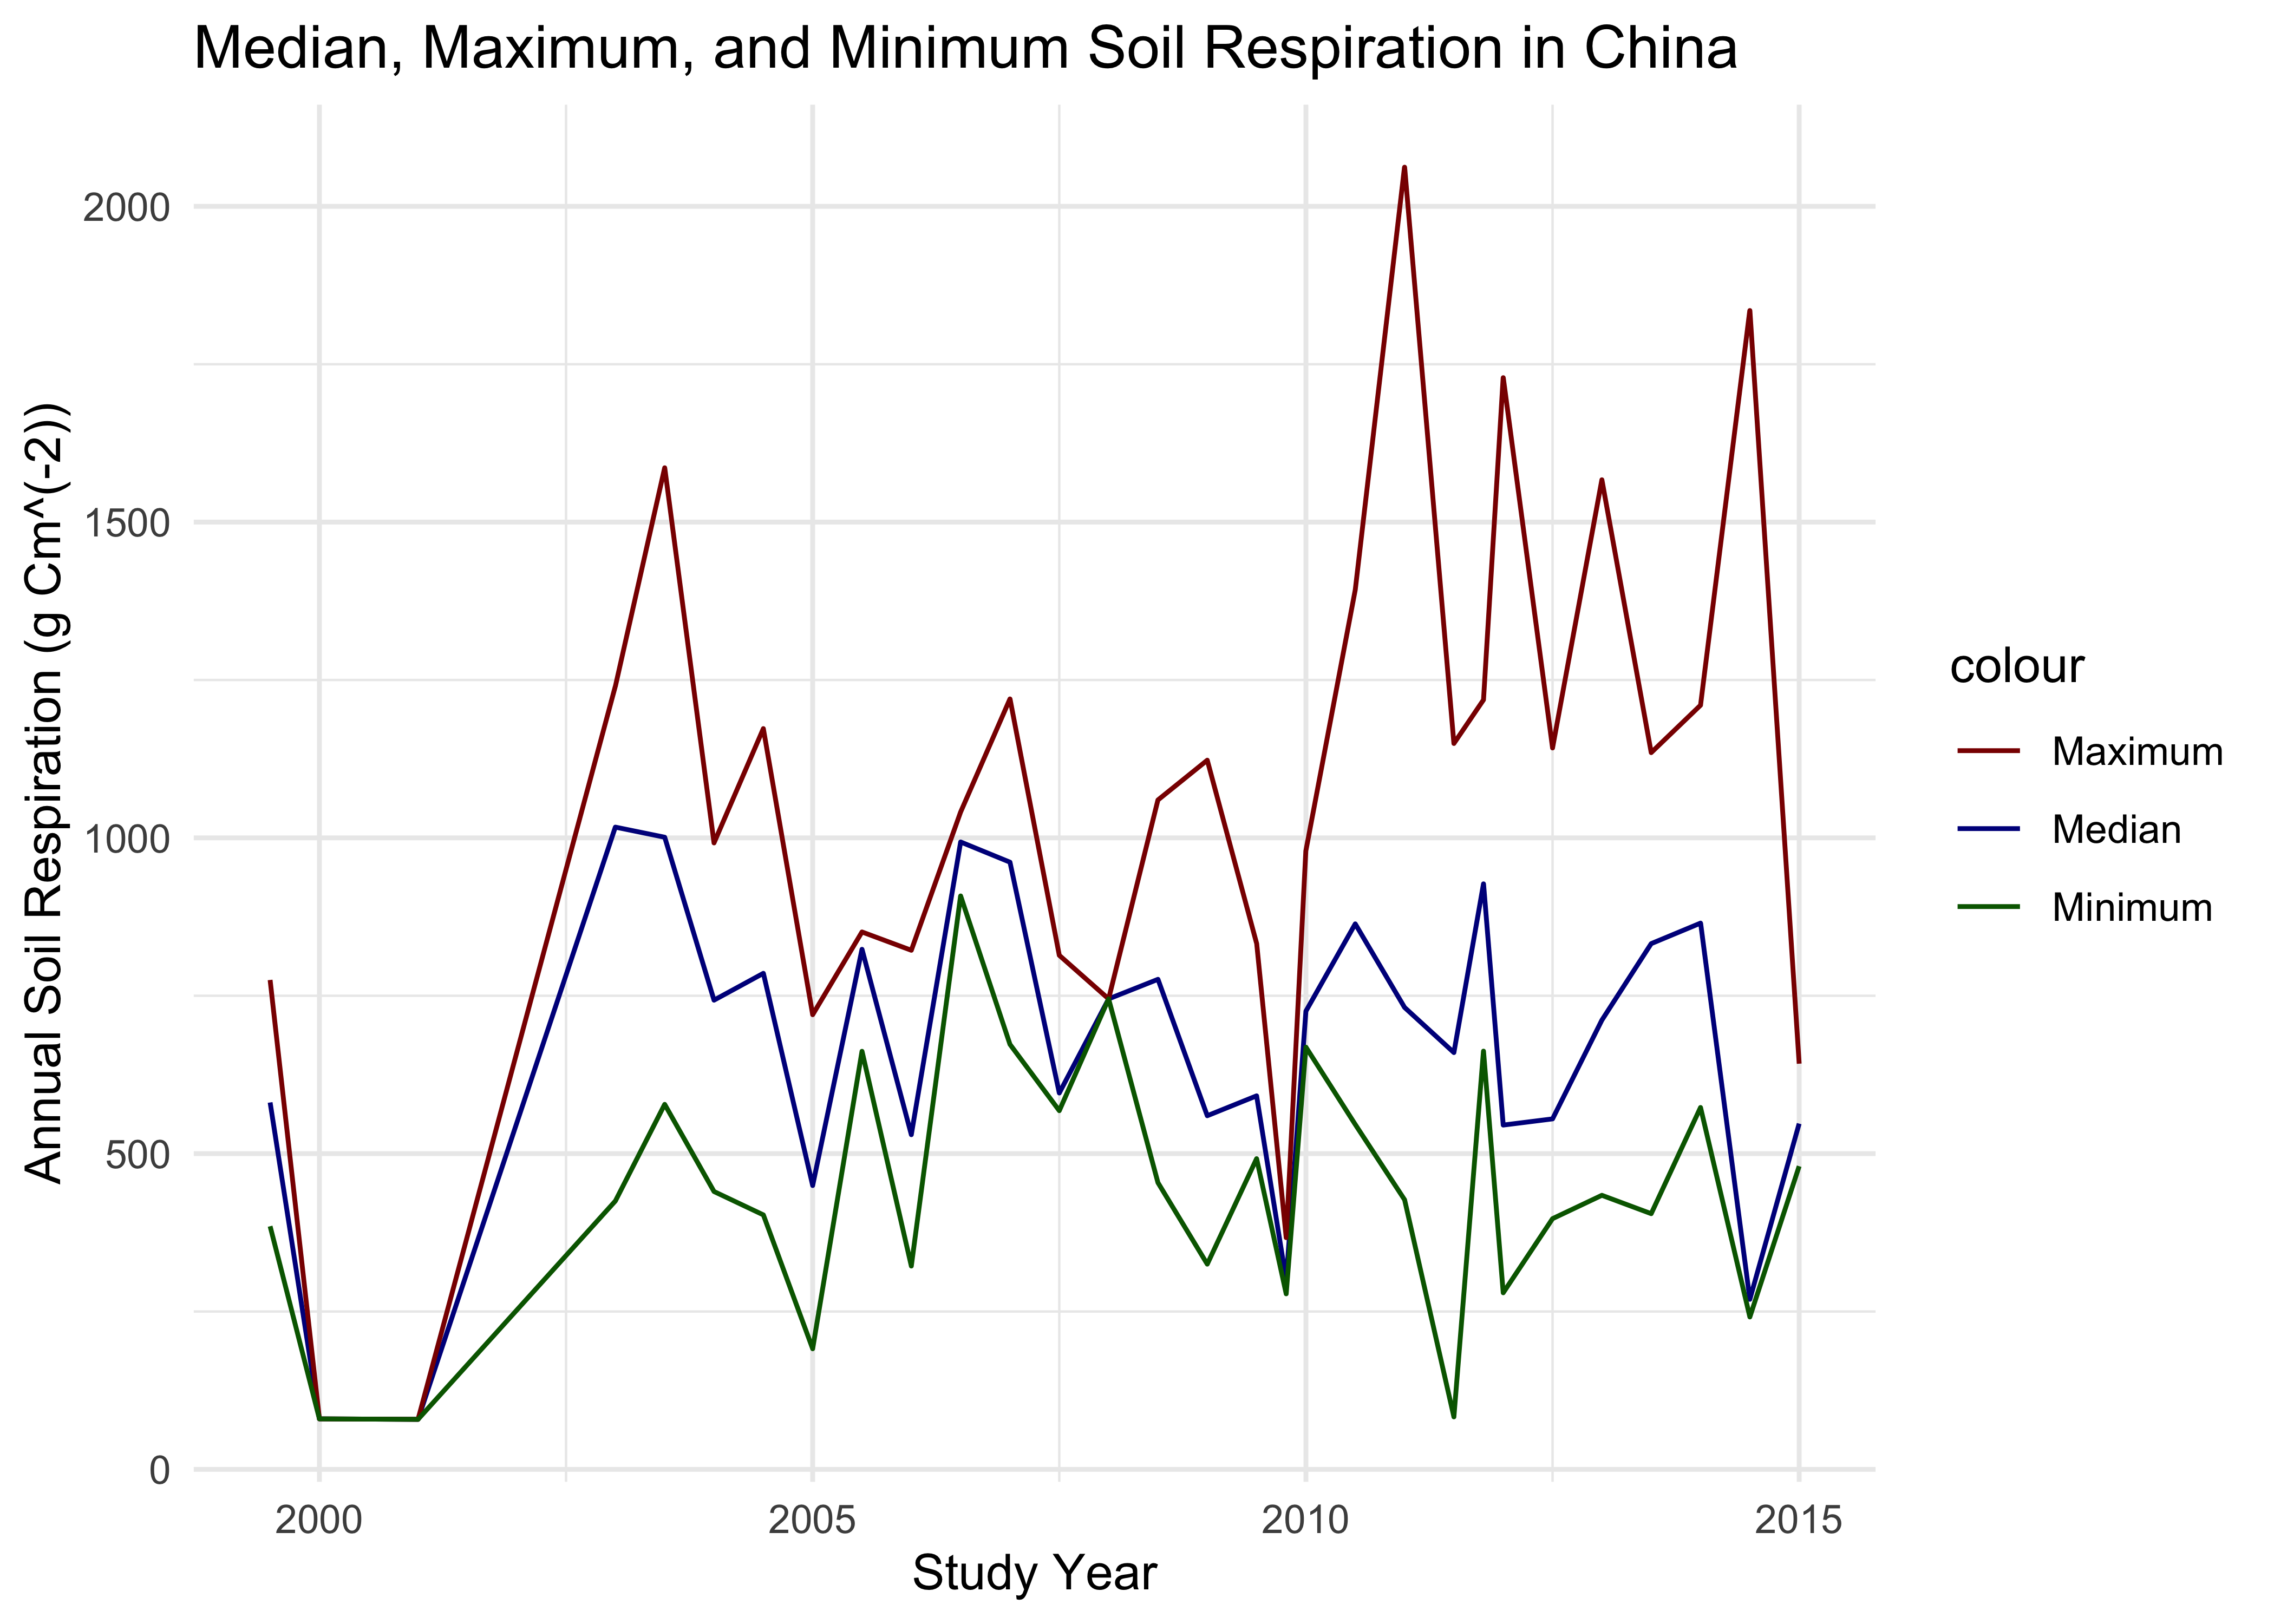 Median, Maximum, and Minimum Soil Respiration in China
Annual Soil Respiration (g Cm^(-2))
2000
1500
1000
500
0
2000
2005
2010
2015
Study Year
colour
Maximum
Median
Minimum